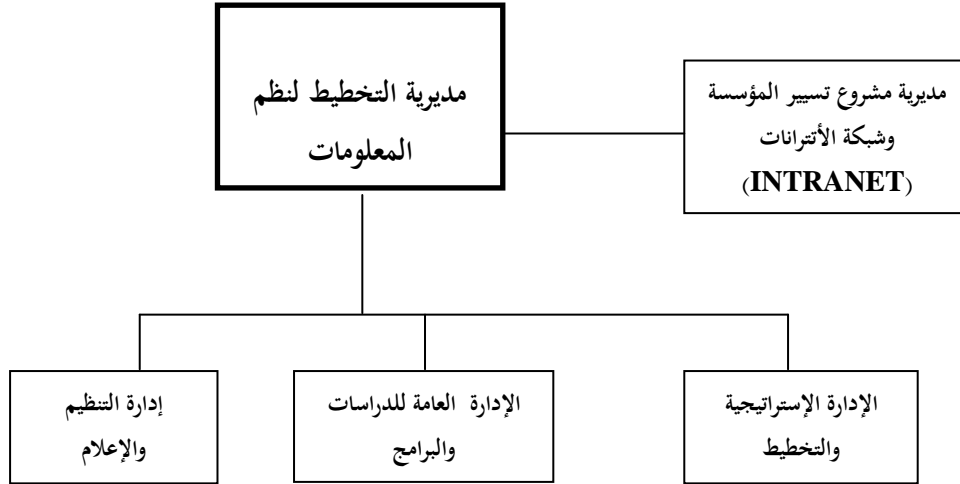 مديرية التخطيط لنظم
المعلومات
مديرية مشروع تسيير المؤسسة
وشبكة الأنترانات
(INTRANET)
الإدارة الإستراتيجية
والتخطيط
الإدارة العامة للدراسات
والبرامج
إدارة التنظيم
والإعلام